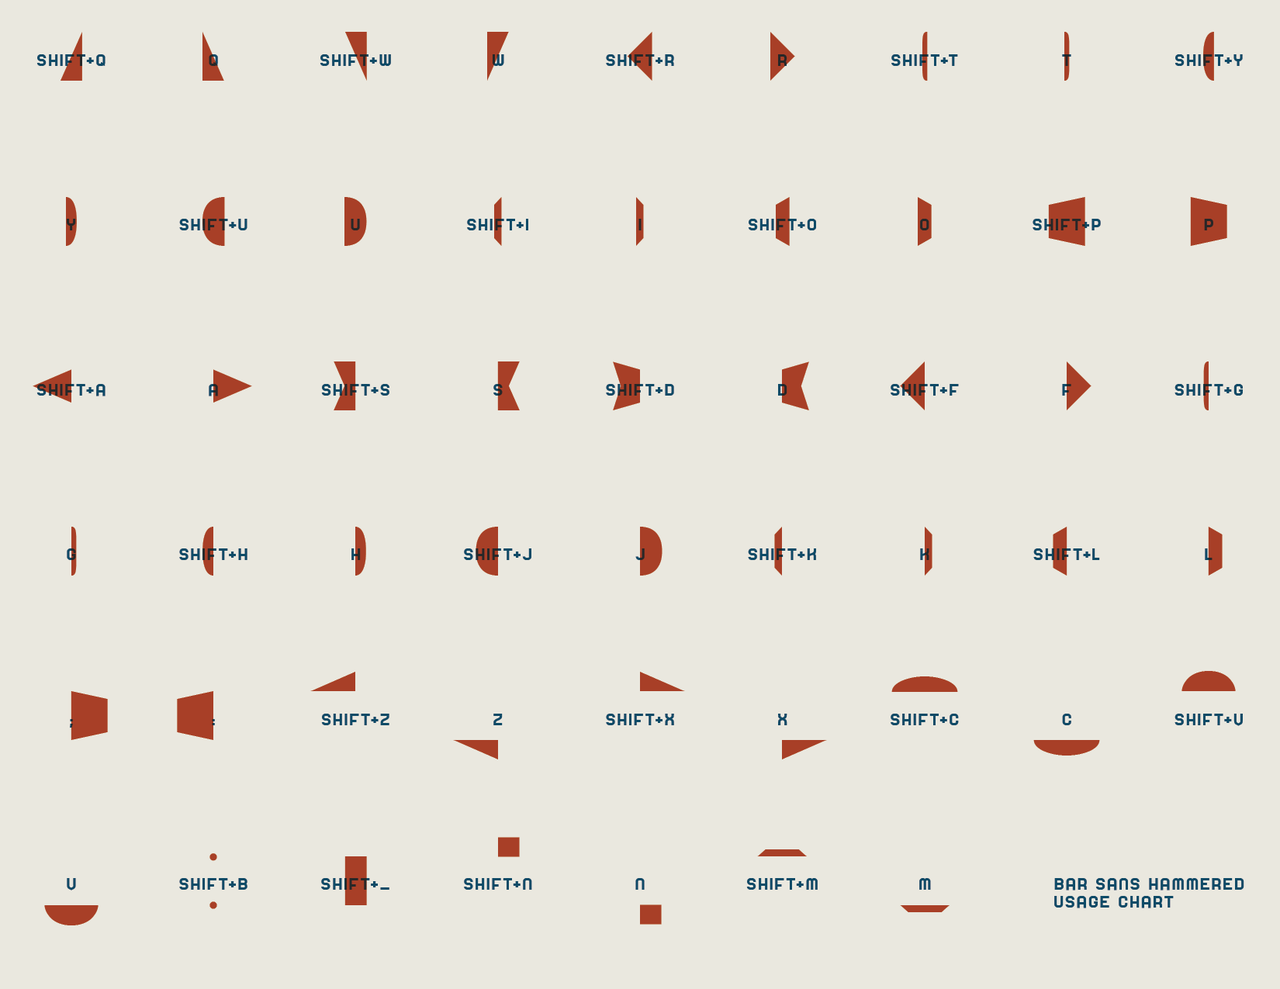 SHIFT+Q Q SHIFT+W W SHIFT+R R SHIFT+T T SHIFT+Y
Y SHIFT+U U SHIFT+I I SHIFT+O O SHIFT+P P
SHIFT+A A SHIFT+S S SHIFT+D D SHIFT+F F SHIFT+G
G SHIFT+H H SHIFT+J J SHIFT+K K SHIFT+L L
; : SHIFT+Z Z SHIFT+X X SHIFT+C C SHIFT+V
V SHIFT+B SHIFT+_ SHIFT+N N SHIFT+M M BAR SANS HAMMERED
USAGE CHART